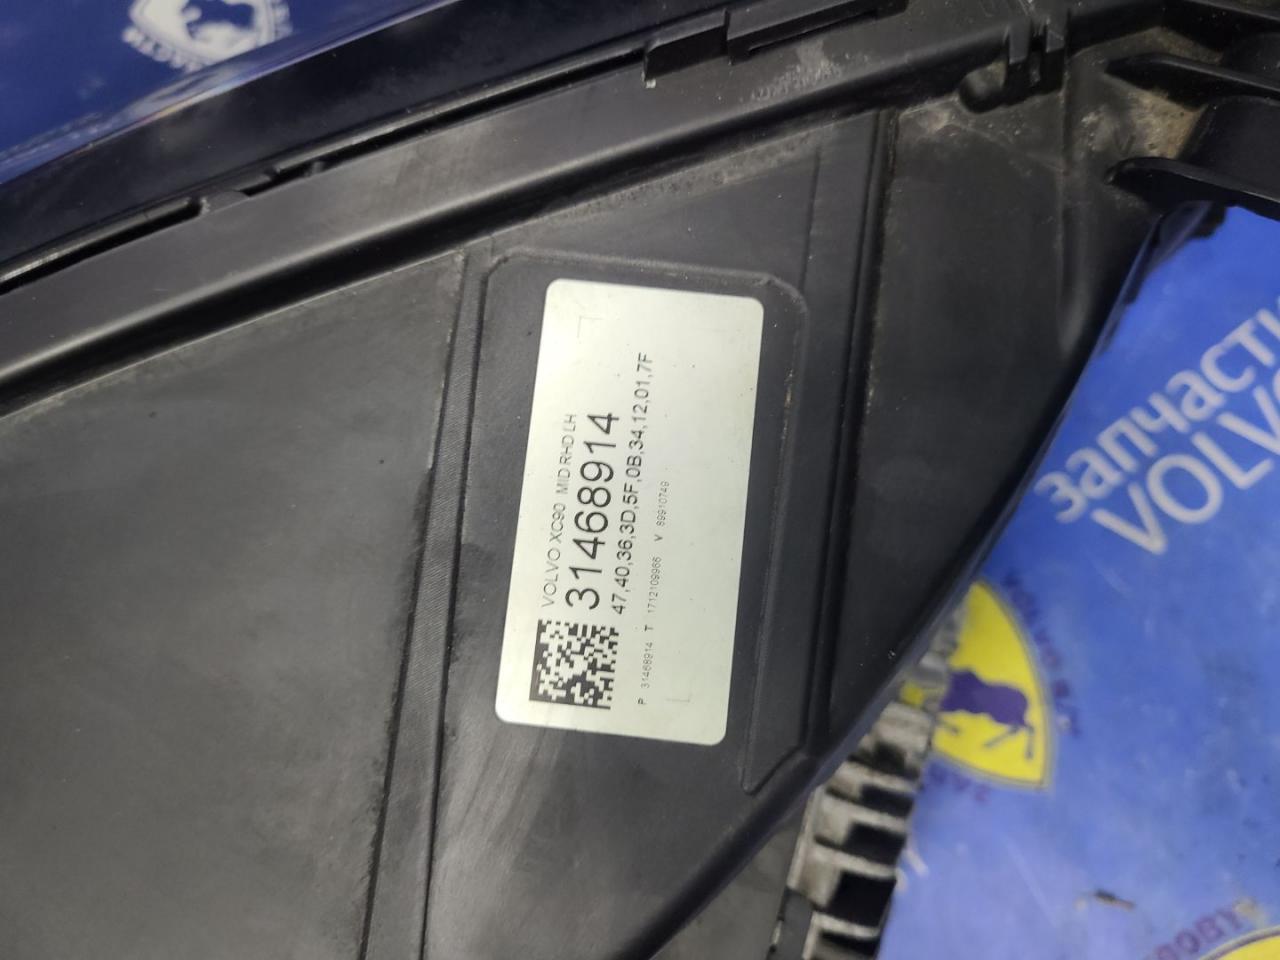 VOLVO XC90 MID RHD LH
31468914
47,40,36,3D,5F,0B,34,12,01,7F
P 31468914 T 1712109966 V 89910749
Запчасти
VOLVO